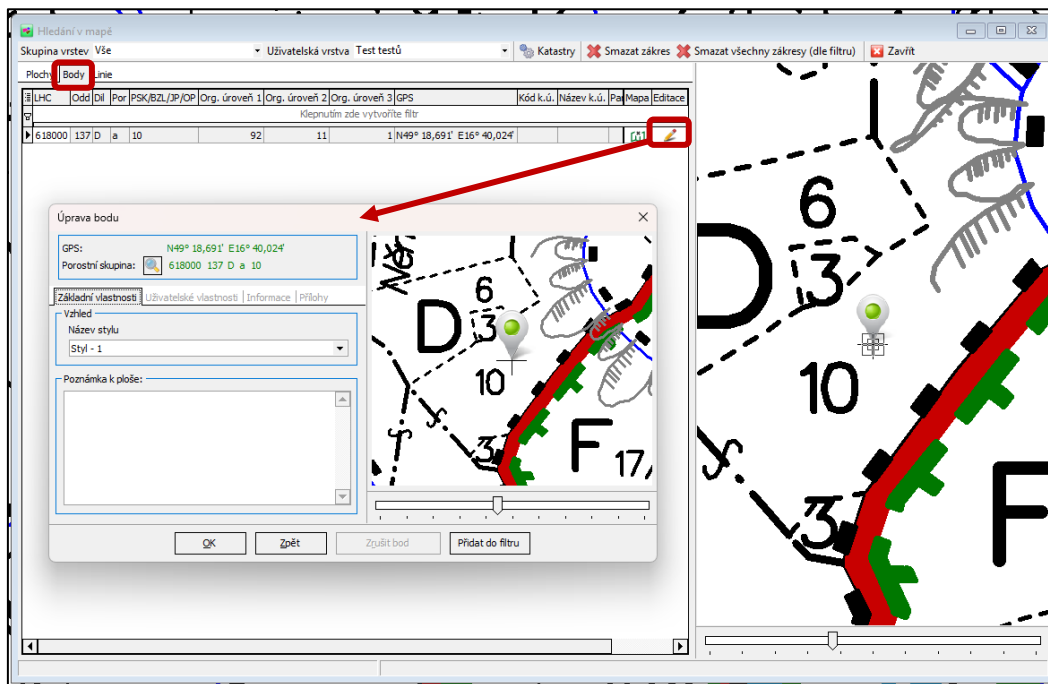 Hledání v mapě
Skupina vrstev Vše Uživatelská vrstva Test testů Katastry Smazat zákres Smazat všechny zákresy (dle filtru) Zavřít
Plochy Body Linie
LHC Odd Díl Por PSK/BZL/JP/OP Org. úroveň 1 Org. úroveň 2 Org. úroveň 3 GPS Kód k.ú. Název k.ú. Mapa Editace
Klepnutím zde vytvoříte filtr
618000 137 D a 10 92 11 1 N49° 18,691' E16° 40,024'
Úprava bodu
GPS: N49° 18,691' E16° 40,024'
Porostní skupina: 618000 137 D a 10
Základní vlastnosti Uživatelské vlastnosti Informace Přílohy
Vzhled
Název stylu
Styl - 1
Poznámka k ploše:
OK Zpět Zrušit bod Přidat do filtru
6
D
3
10
3
F
17/
6
D
3
10
3
F